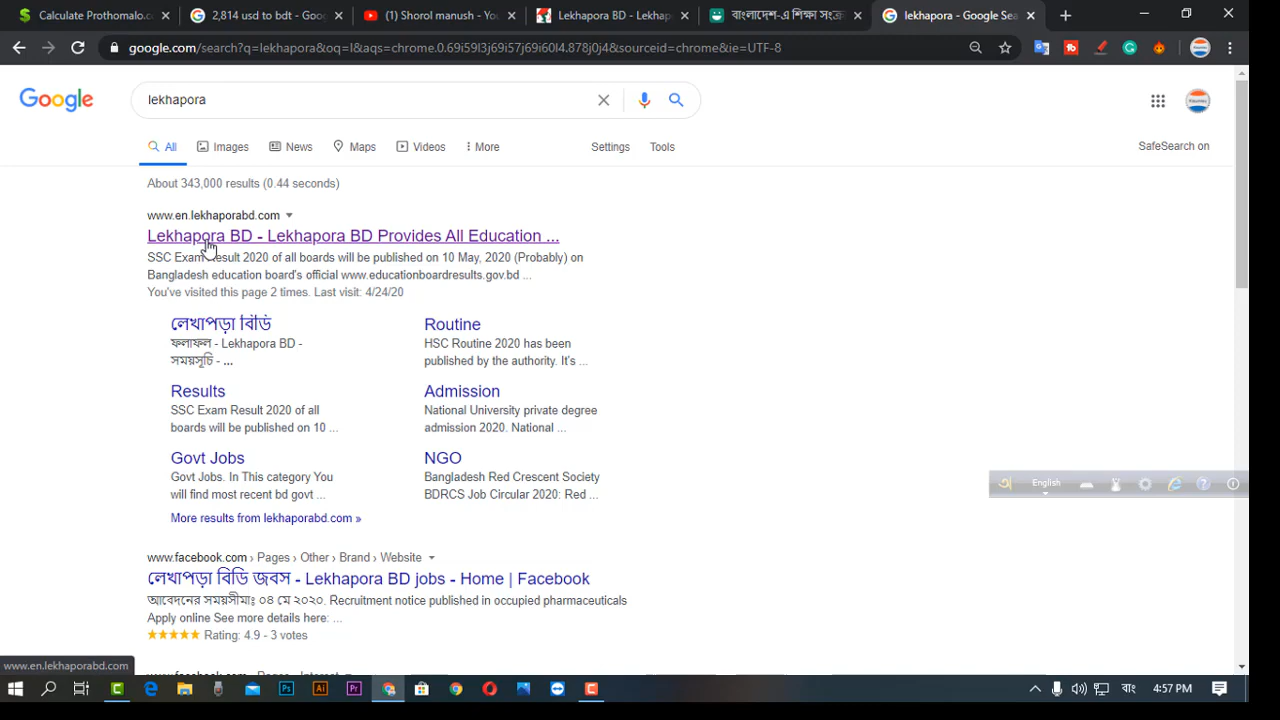 Calculate Prothomalo.co
2,814 usd to bdt - Goo
(1) Shorol manush - Yo
Lekhapora BD - Lekhap
বাংলাদেশ-এ শিক্ষা সংক্র
lekhapora - Google Sea
google.com/search?q=lekhapora&oq=l&aqs=chrome.0.69i59l3j69i57j69i60l4.878j0j4&sourceid=chrome&ie=UTF-8
Google
lekhapora
All Images News Maps Videos More Settings Tools
SafeSearch on
About 343,000 results (0.44 seconds)
www.en.lekhaporabd.com
Lekhapora BD - Lekhapora BD Provides All Education ...
SSC Exam Result 2020 of all boards will be published on 10 May, 2020 (Probably) on
Bangladesh education board's official www.educationboardresults.gov.bd ...
You've visited this page 2 times. Last visit: 4/24/20
লেখাপড়া বিডি
ফলাফল - Lekhapora BD -
সময়সূচি - ...
Routine
HSC Routine 2020 has been
published by the authority. It's ...
Results
SSC Exam Result 2020 of all
boards will be published on 10 ...
Admission
National University private degree
admission 2020. National ...
Govt Jobs
Govt Jobs. In This category You
will find most recent bd govt ...
NGO
Bangladesh Red Crescent Society
BDRCS Job Circular 2020: Red ...
More results from lekhaporabd.com »
English
www.facebook.com › Pages › Other › Brand › Website
লেখাপড়া বিডি জবস - Lekhapora BD jobs - Home | Facebook
আবেদনের সময়সীমাঃ ০৪ মে ২০২০. Recruitment notice published in occupied pharmaceuticals
Apply online See more details here: ...
Rating: 4.9 - 3 votes
www.en.lekhaporabd.com
Ps
Ai
Pr
বাং
4:57 PM